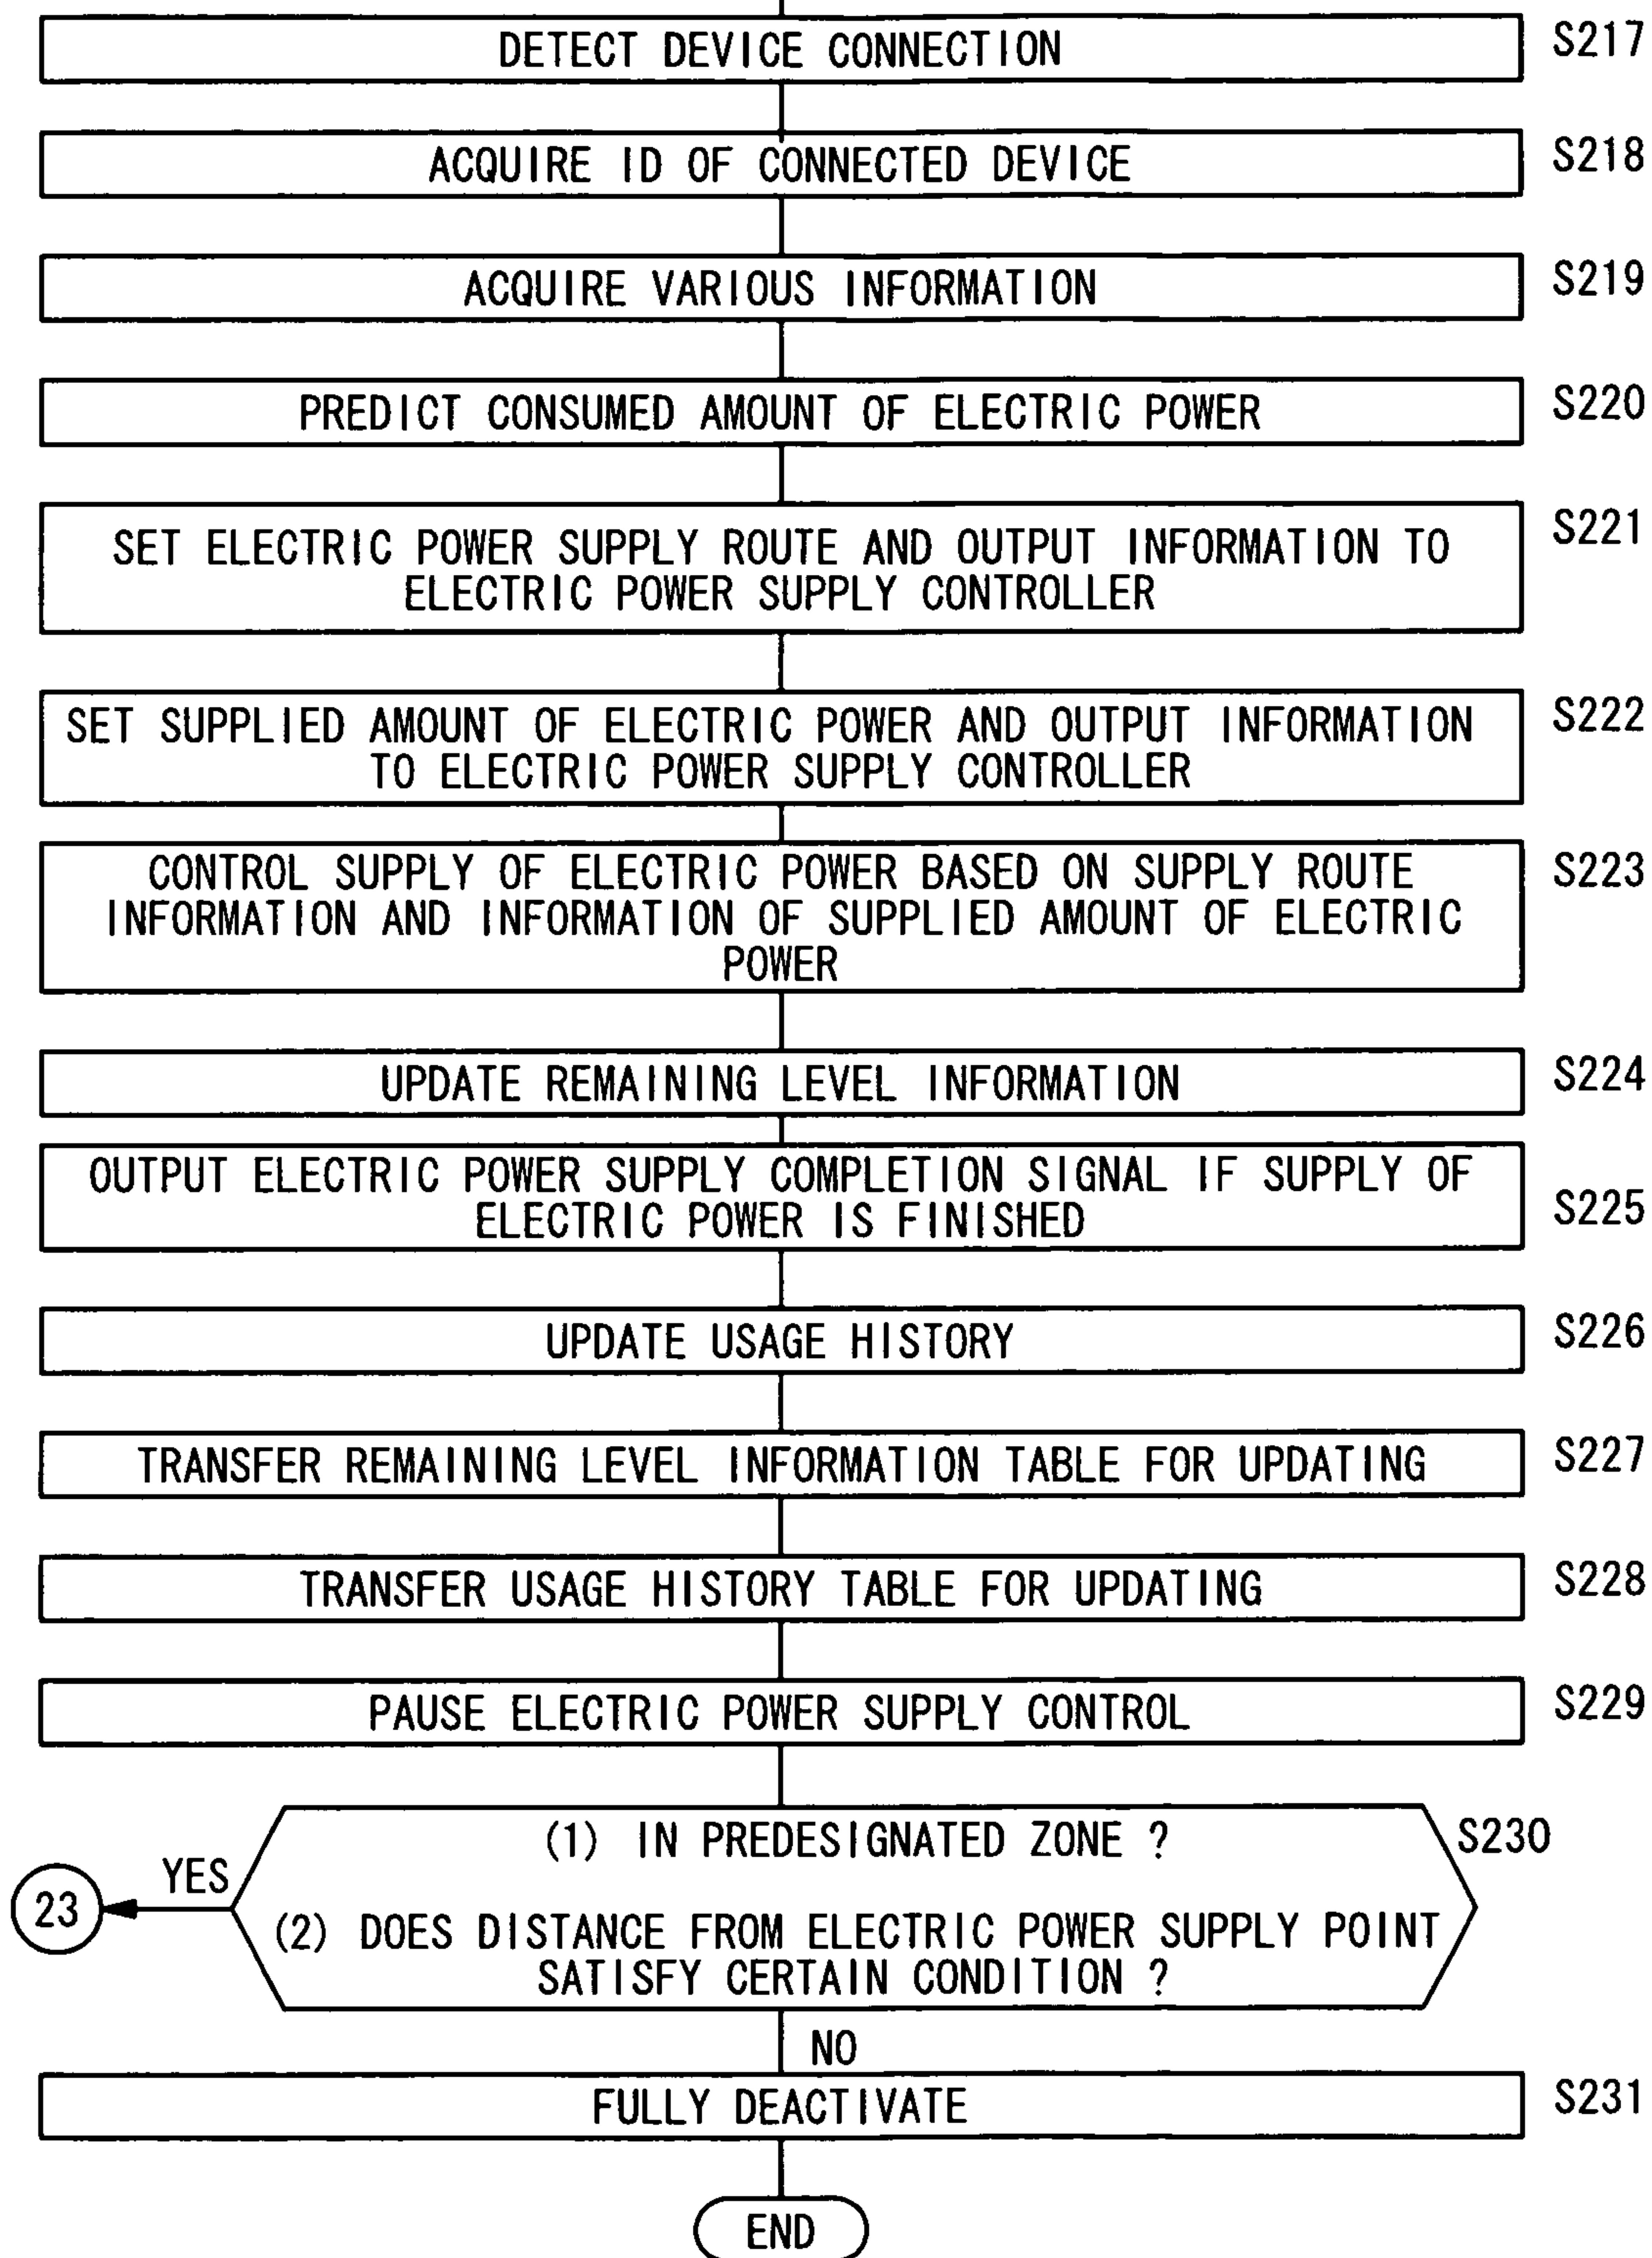 DETECT DEVICE CONNECTION
S217
ACQUIRE ID OF CONNECTED DEVICE
S218
ACQUIRE VARIOUS INFORMATION
S219
PREDICT CONSUMED AMOUNT OF ELECTRIC POWER
S220
SET ELECTRIC POWER SUPPLY ROUTE AND OUTPUT INFORMATION TO
ELECTRIC POWER SUPPLY CONTROLLER
S221
SET SUPPLIED AMOUNT OF ELECTRIC POWER AND OUTPUT INFORMATION
TO ELECTRIC POWER SUPPLY CONTROLLER
S222
CONTROL SUPPLY OF ELECTRIC POWER BASED ON SUPPLY ROUTE
INFORMATION AND INFORMATION OF SUPPLIED AMOUNT OF ELECTRIC
POWER
S223
UPDATE REMAINING LEVEL INFORMATION
S224
OUTPUT ELECTRIC POWER SUPPLY COMPLETION SIGNAL IF SUPPLY OF
ELECTRIC POWER IS FINISHED
S225
UPDATE USAGE HISTORY
S226
TRANSFER REMAINING LEVEL INFORMATION TABLE FOR UPDATING
S227
TRANSFER USAGE HISTORY TABLE FOR UPDATING
S228
PAUSE ELECTRIC POWER SUPPLY CONTROL
S229
(1) IN PREDESIGNATED ZONE ?
S230
(2) DOES DISTANCE FROM ELECTRIC POWER SUPPLY POINT
SATISFY CERTAIN CONDITION ?
YES
23
NO
FULLY DEACTIVATE
S231
END